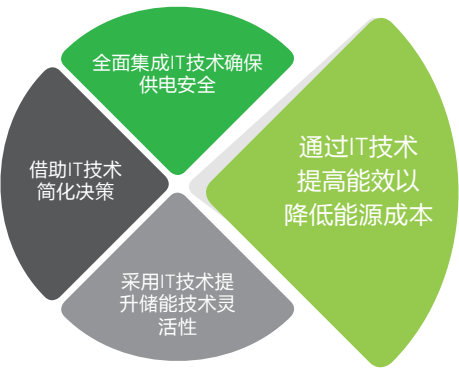 全面集成IT技术确保
供电安全
借助IT技术
简化决策
通过IT技术
提高能效以
降低能源成本
采用IT技术提
升储能技术灵
活性